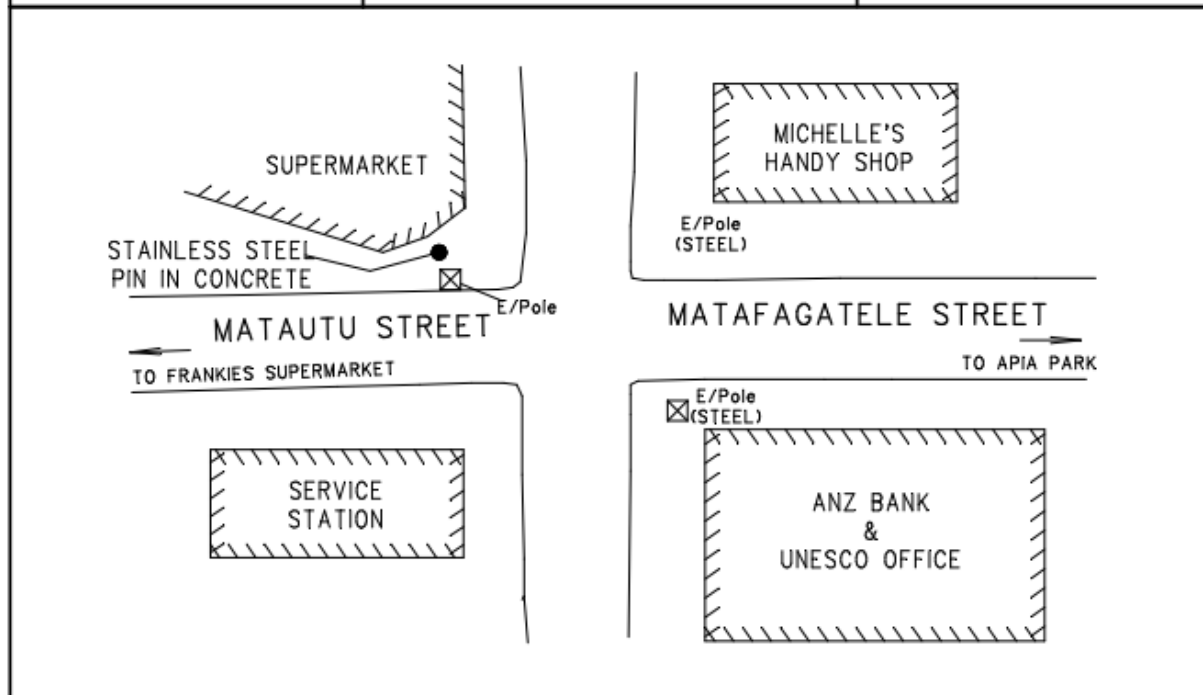 SUPERMARKET
MICHELLE'S
HANDY SHOP
E/Pole
(STEEL)
STAINLESS STEEL
PIN IN CONCRETE
E/Pole
MATAUTU STREET
MATAFAGATELE STREET
TO FRANKIES SUPERMARKET
TO APIA PARK
E/Pole
(STEEL)
SERVICE
STATION
ANZ BANK
&
UNESCO OFFICE